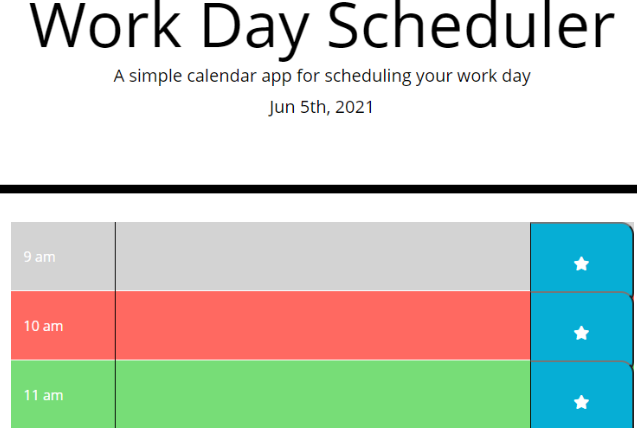 Work Day Scheduler
A simple calendar app for scheduling your work day
Jun 5th, 2021
9 am
10 am
11 am